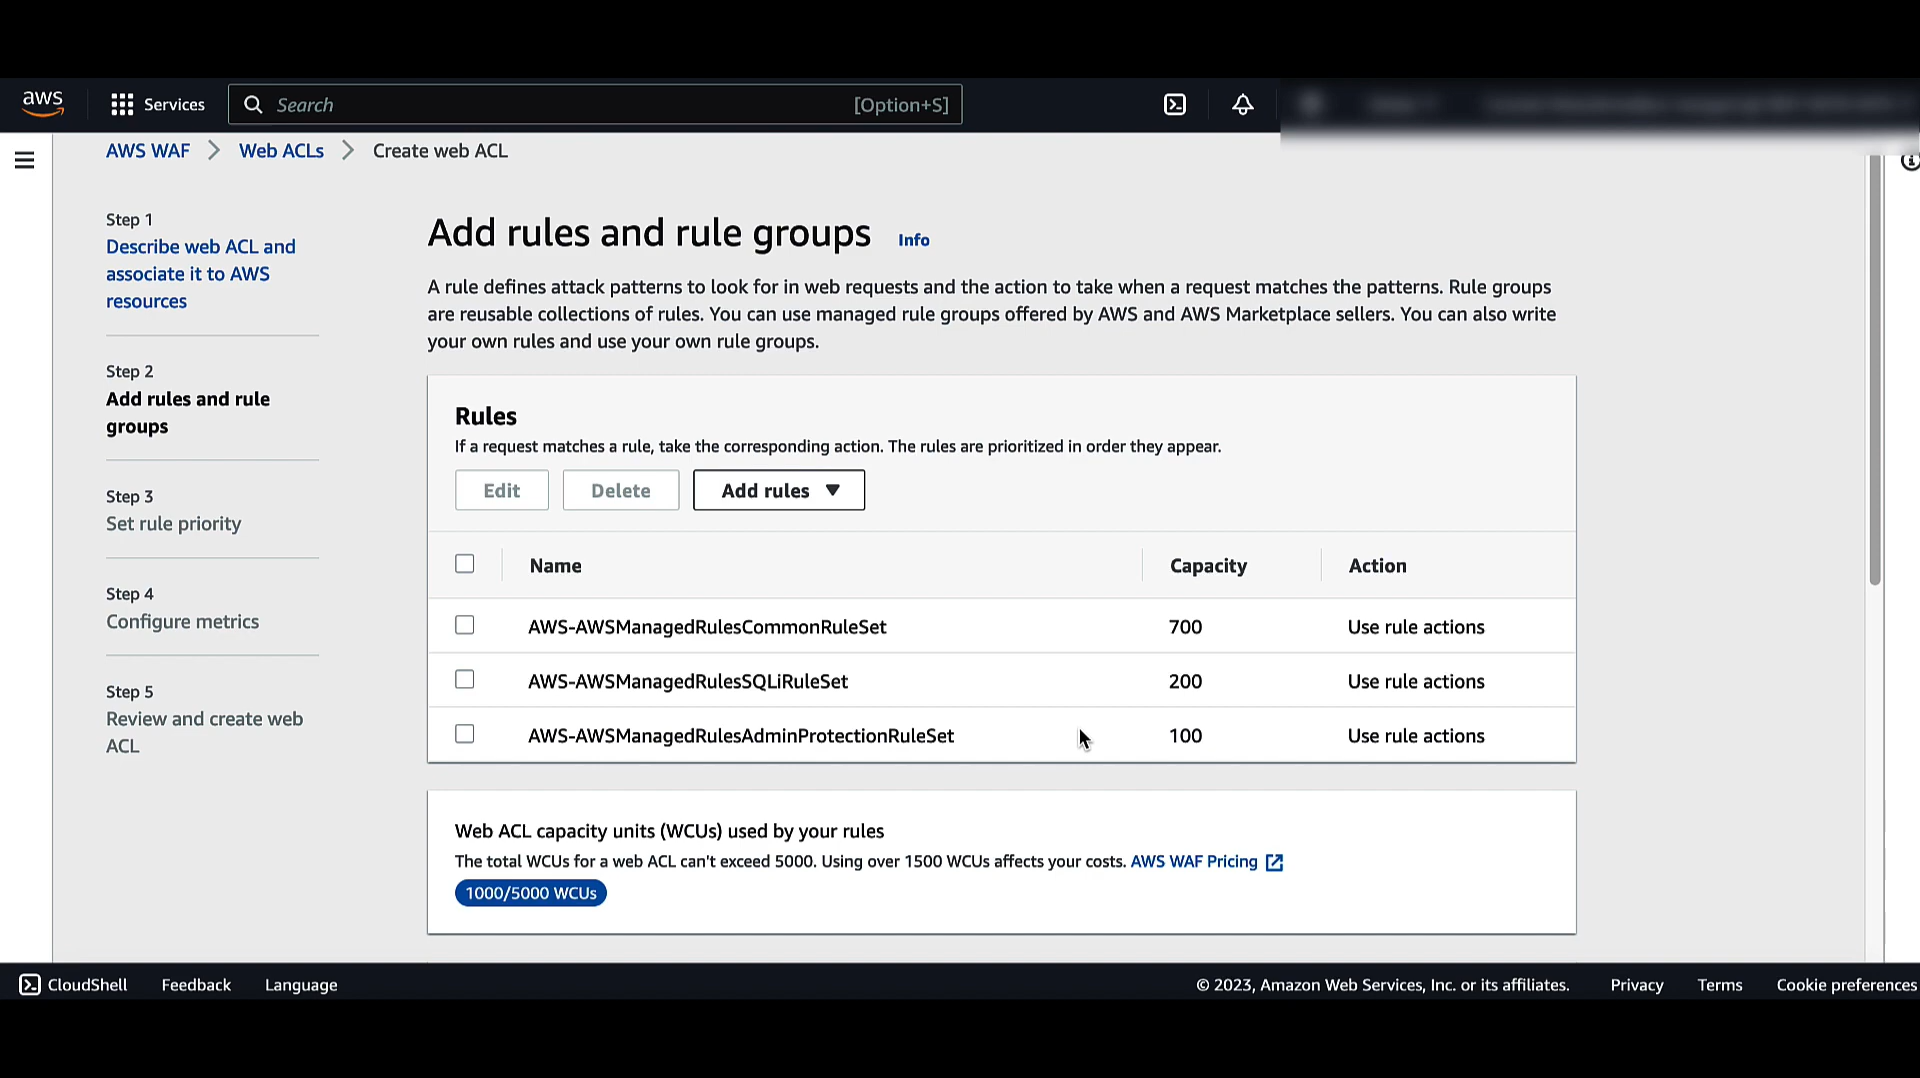 aws
Services
Search
[Option+S]
AWS WAF
Web ACLs
Create web ACL
Step 1
Describe web ACL and
associate it to AWS
resources
Step 2
Add rules and rule
groups
Step 3
Set rule priority
Step 4
Configure metrics
Step 5
Review and create web
ACL
Add rules and rule groups
Info
A rule defines attack patterns to look for in web requests and the action to take when a request matches the patterns. Rule groups
are reusable collections of rules. You can use managed rule groups offered by AWS and AWS Marketplace sellers. You can also write
your own rules and use your own rule groups.
Rules
If a request matches a rule, take the corresponding action. The rules are prioritized in order they appear.
Edit
Delete
Add rules
Name
Capacity
Action
AWS-AWSManagedRulesCommonRuleSet
700
Use rule actions
AWS-AWSManagedRulesSQLiRuleSet
200
Use rule actions
AWS-AWSManagedRulesAdminProtectionRuleSet
100
Use rule actions
Web ACL capacity units (WCUs) used by your rules
The total WCUs for a web ACL can't exceed 5000. Using over 1500 WCUs affects your costs. AWS WAF Pricing
1000/5000 WCUs
CloudShell
Feedback
Language
© 2023, Amazon Web Services, Inc. or its affiliates.
Privacy
Terms
Cookie preferences